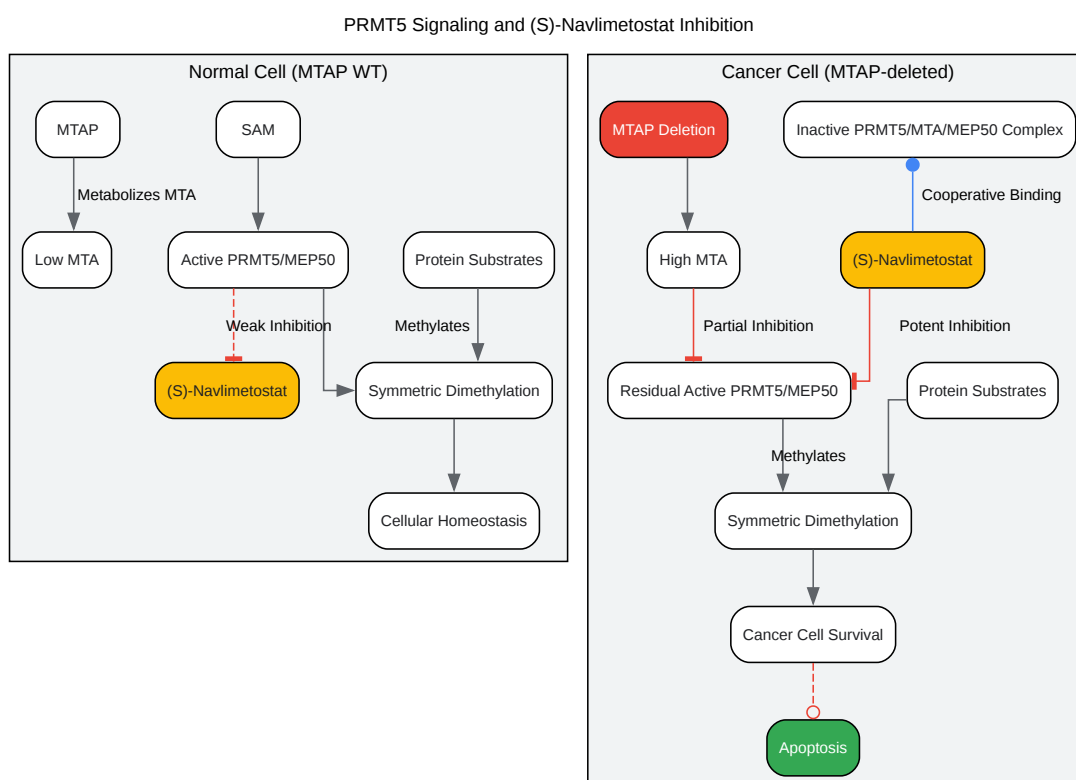 PRMT5 Signaling and (S)-Navlimetostat Inhibition
Normal Cell (MTAP WT)
MTAP
SAM
Metabolizes MTA
Low MTA
Active PRMT5/MEP50
Protein Substrates
Weak Inhibition
Methylates
(S)-Navlimetostat
Symmetric Dimethylation
Cellular Homeostasis
Cancer Cell (MTAP-deleted)
MTAP Deletion
Inactive PRMT5/MTA/MEP50 Complex
Cooperative Binding
High MTA
(S)-Navlimetostat
Partial Inhibition
Potent Inhibition
Residual Active PRMT5/MEP50
Protein Substrates
Methylates
Symmetric Dimethylation
Cancer Cell Survival
Apoptosis